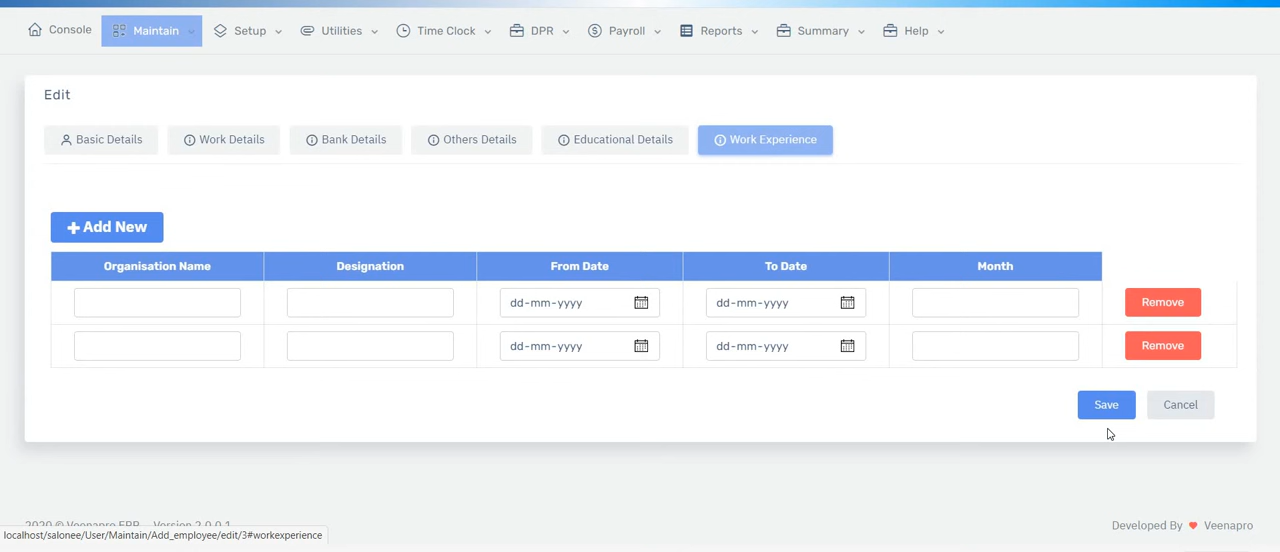 Console Maintain Setup Utilities Time Clock DPR Payroll Reports Summary Help
Edit
Basic Details Work Details Bank Details Others Details Educational Details Work Experience
Add New
Organisation Name Designation From Date To Date Month
dd-mm-yyyy dd-mm-yyyy Remove
dd-mm-yyyy dd-mm-yyyy Remove
Save Cancel
2020 © Veenapro ERP Version 2.0.0.1
Developed By Veenapro
localhost/salonee/User/Maintain/Add_employee/edit/3#workexperience